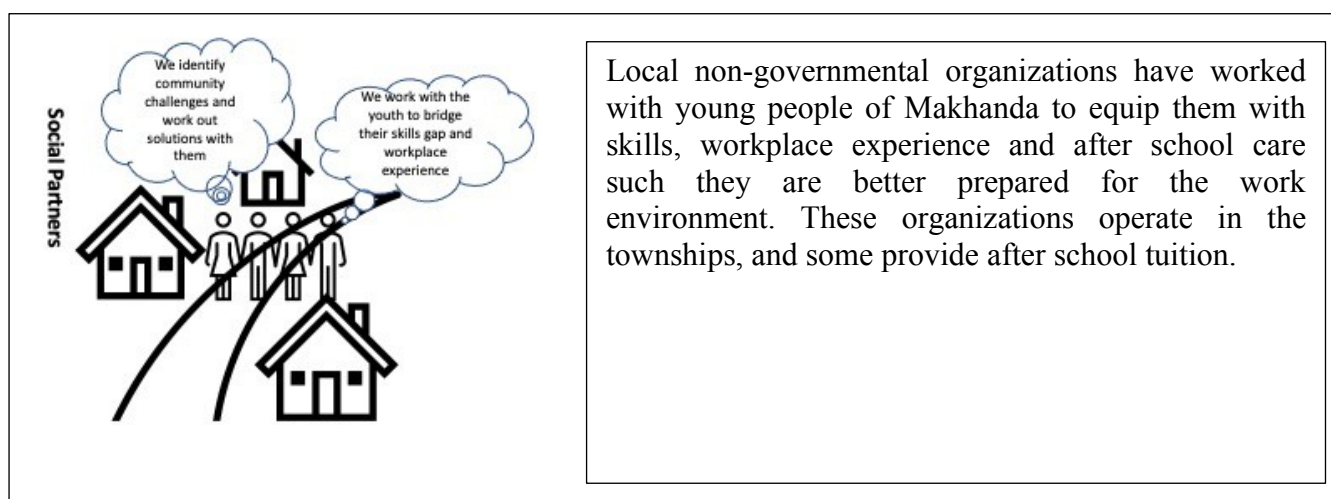 Social Partners
We identify
community
challenges and
work out
solutions with
them
We work with the
youth to bridge
their skills gap and
workplace
experience
Local non-governmental organizations have worked
with young people of Makhanda to equip them with
skills, workplace experience and after school care
such they are better prepared for the work
environment. These organizations operate in the
townships, and some provide after school tuition.